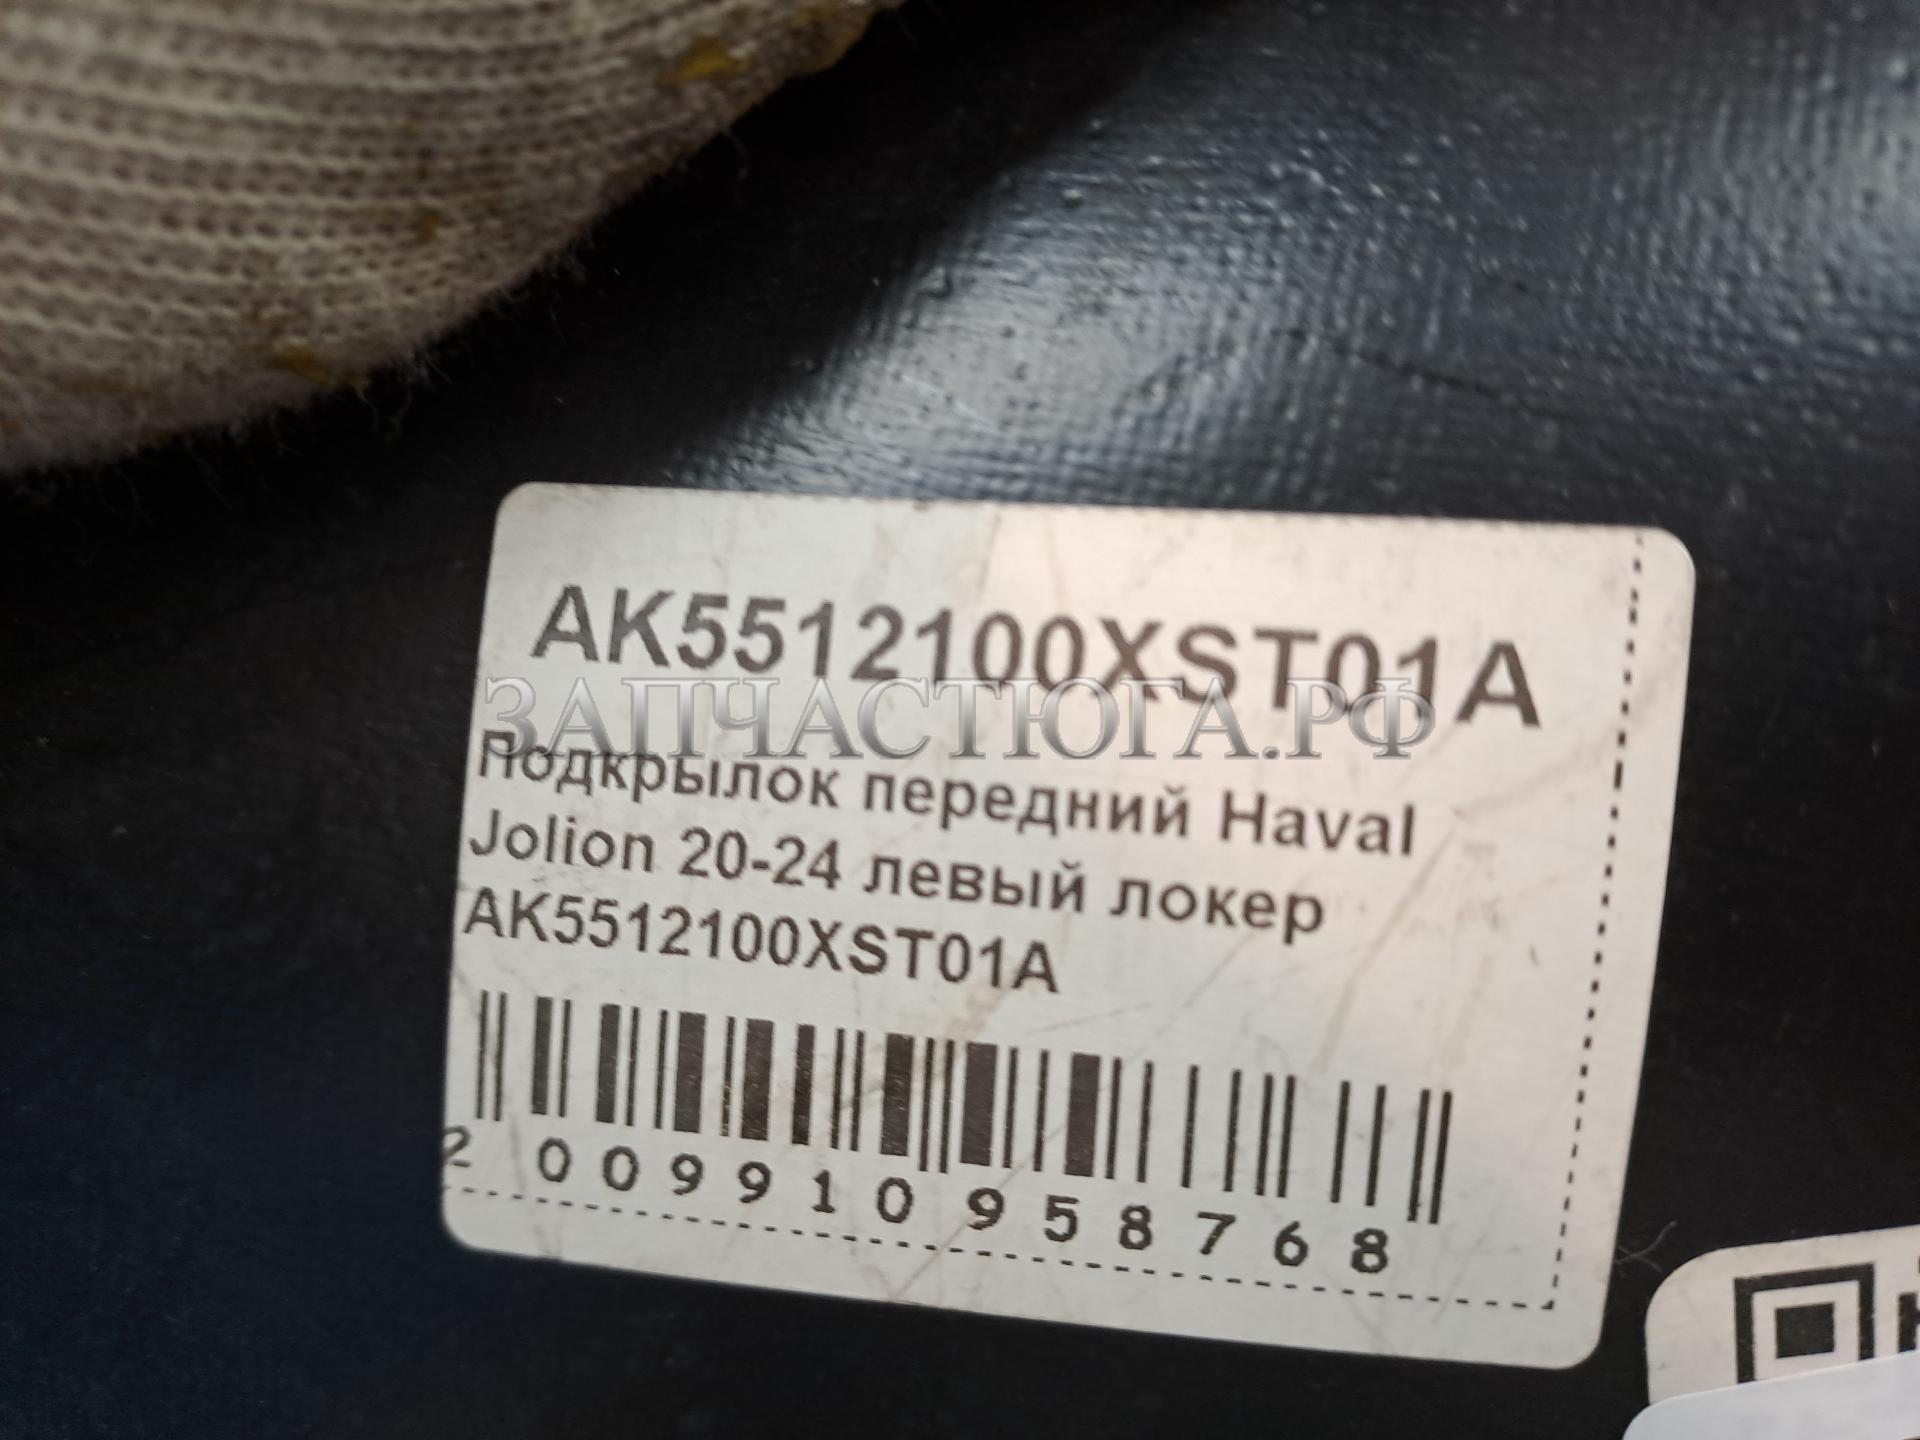 AK5512100XST01A
ЗАПЧАСТЮГА.РФ
Подкрылок передний Haval
Jolion 20-24 левый локер
AK5512100XST01A
2 009910 958768